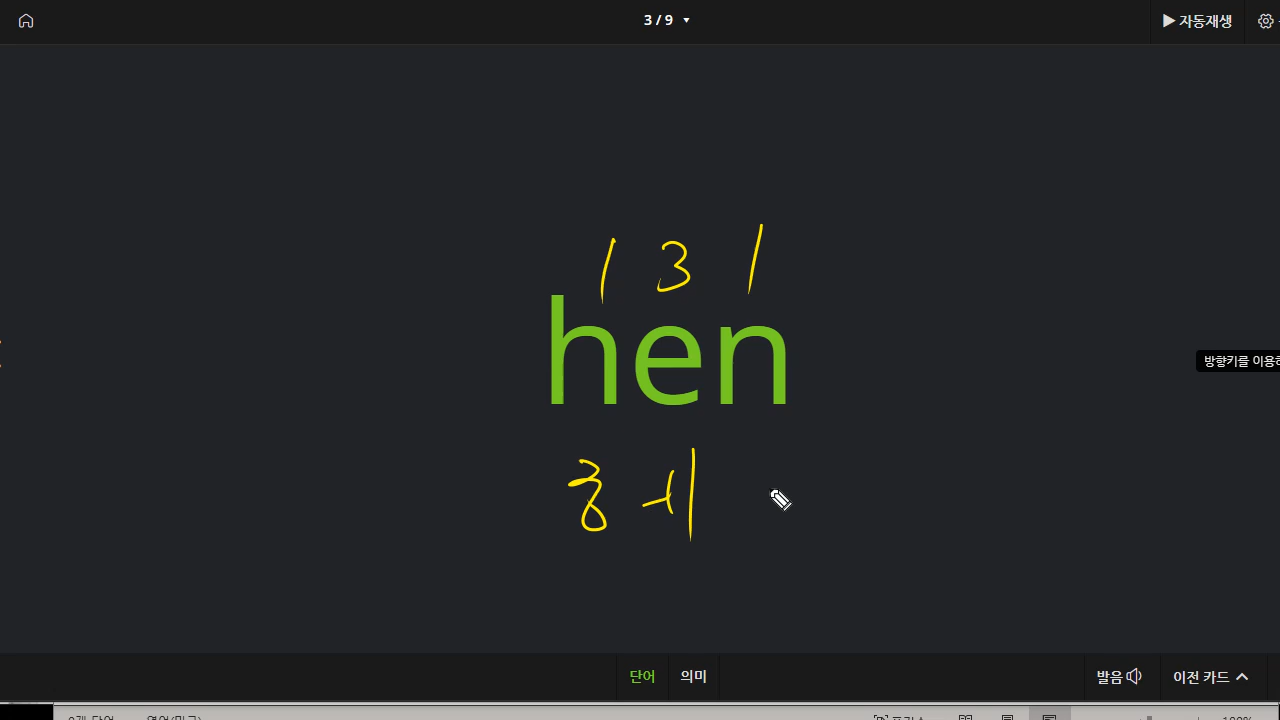 3 / 9
자동재생
1 3 1
hen
방향키를 이용하
ㅎ ㅔ
단어 의미
발음 이전 카드